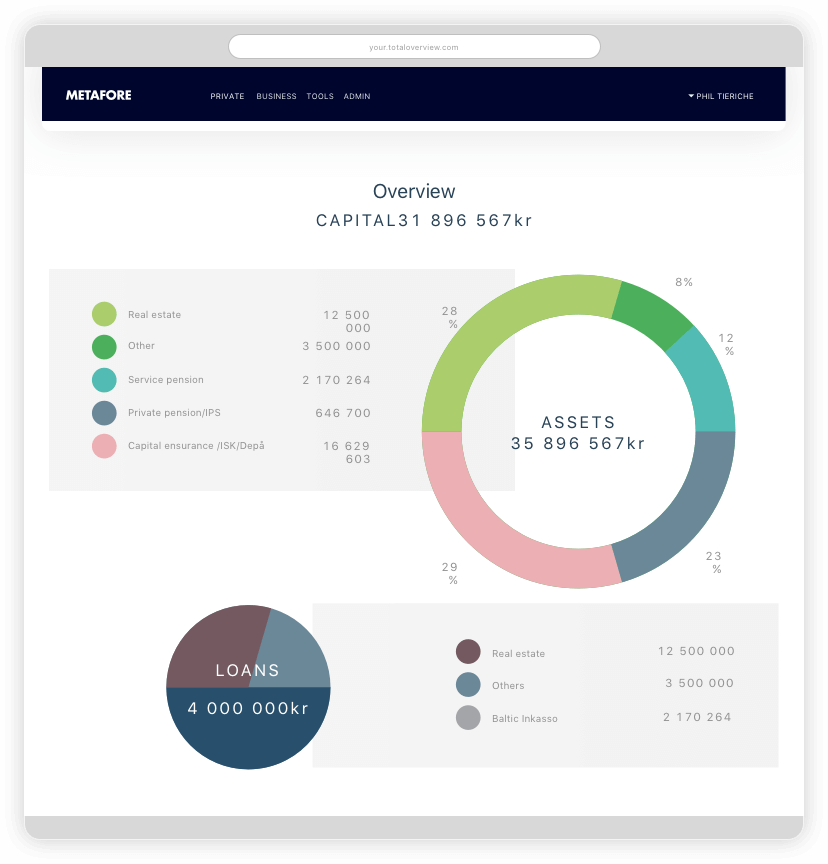 your.totaloverview.com
METAFORE
PRIVATE BUSINESS TOOLS ADMIN
PHIL TIERICHE
Overview
CAPITAL31 896 567kr
Real estate 12 500
000
Other 3 500 000
Service pension 2 170 264
Private pension/IPS 646 700
Capital ensurance /ISK/Depå 16 629
603
28
%
8%
12
%
ASSETS
35 896 567kr
29
%
23
%
LOANS
4 000 000kr
Real estate 12 500 000
Others 3 500 000
Baltic Inkasso 2 170 264